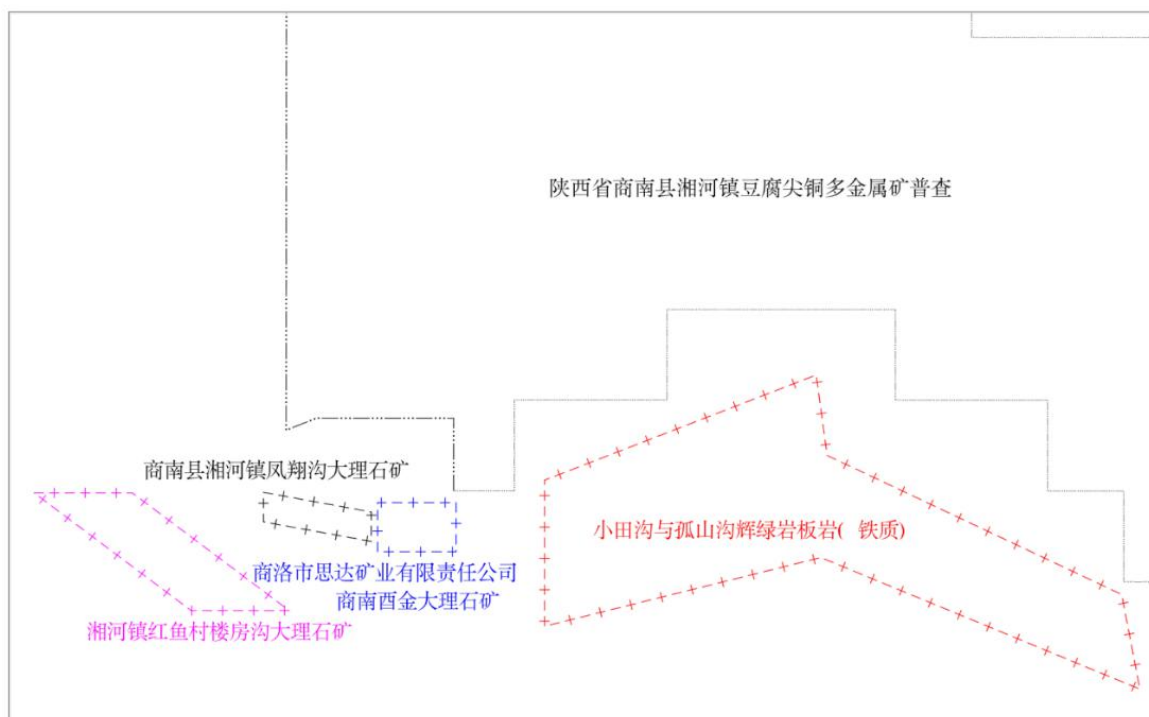 陕西省商南县湘河镇豆腐尖铜多金属矿普查
商南县湘河镇凤翔沟大理石矿
小田沟与孤山沟辉绿岩板岩( 铁质)
商洛市思达矿业有限责任公司
商南酉金大理石矿
湘河镇红鱼村楼房沟大理石矿